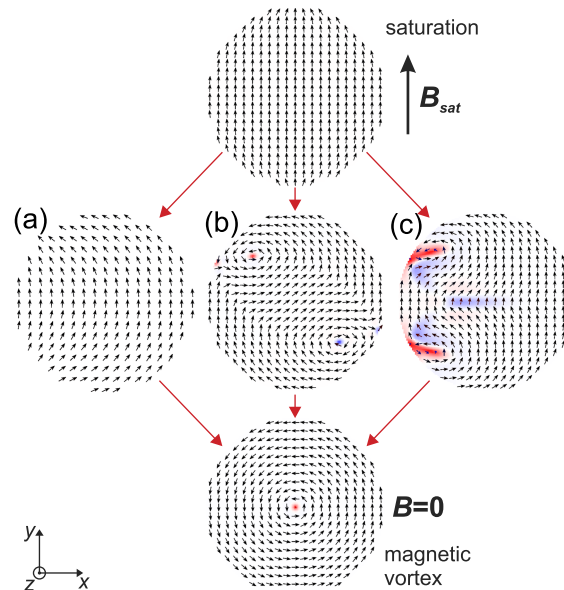 saturation
B_sat
(a)
(b)
(c)
B=0
magnetic
vortex
y
z
x